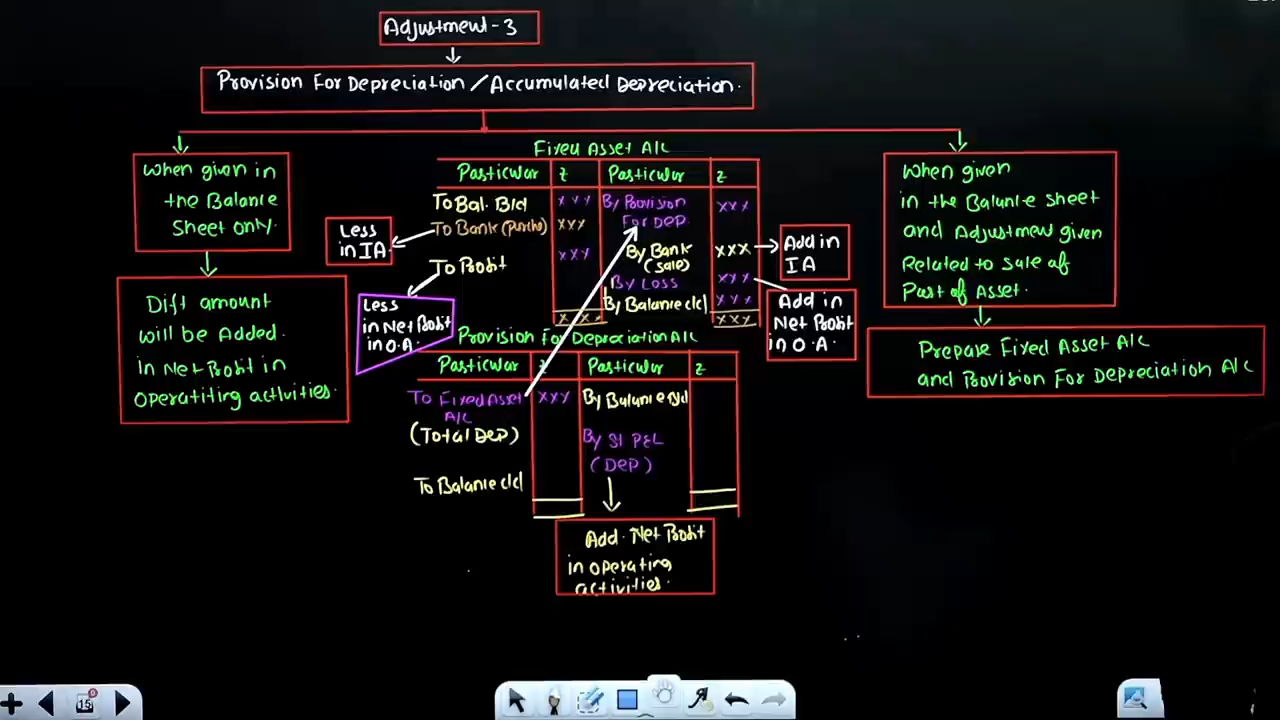 Adjustment-3
Provision For Depreciation/Accumulated Depreciation.
When given in
the Balance
Sheet only.
Diff amount
will be Added.
in Net Profit in
operatiting activities.
Fixed Asset A/c
Particular ₹ Particular ₹
To Bal. B/d xxx By Provision For Dep. xxx
To Bank (purchs) xxx By Bank (sale) xxx
To Profit xxx By Loss xxx
By Balance c/d xxx
xxx xxx
Less
in IA
Less
in Net Profit
in O.A.
Add in
IA
Add in
Net Profit
in O.A.
Provision For Depreciation A/c
Particular ₹ Particular ₹
To Fixed Asset A/c xxx By Balance b/d
(Total Dep) By St P&L
(Dep)
To Balance c/d
Add. Net Profit
in operating
activities.
When given
in the Balance sheet
and Adjustment given
Related to sale of
Part of Asset.
Prepare Fixed Asset A/c
and Provision For Depreciation A/c
15